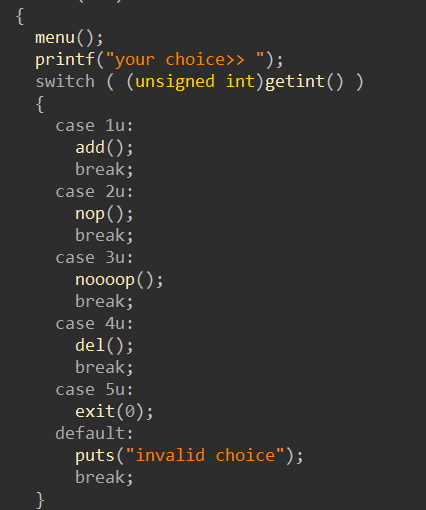 {
menu();
printf("your choice>> ");
switch ( (unsigned int)getint() )
{
case 1u:
add();
break;
case 2u:
nop();
break;
case 3u:
noooop();
break;
case 4u:
del();
break;
case 5u:
exit(0);
default:
puts("invalid choice");
break;
}